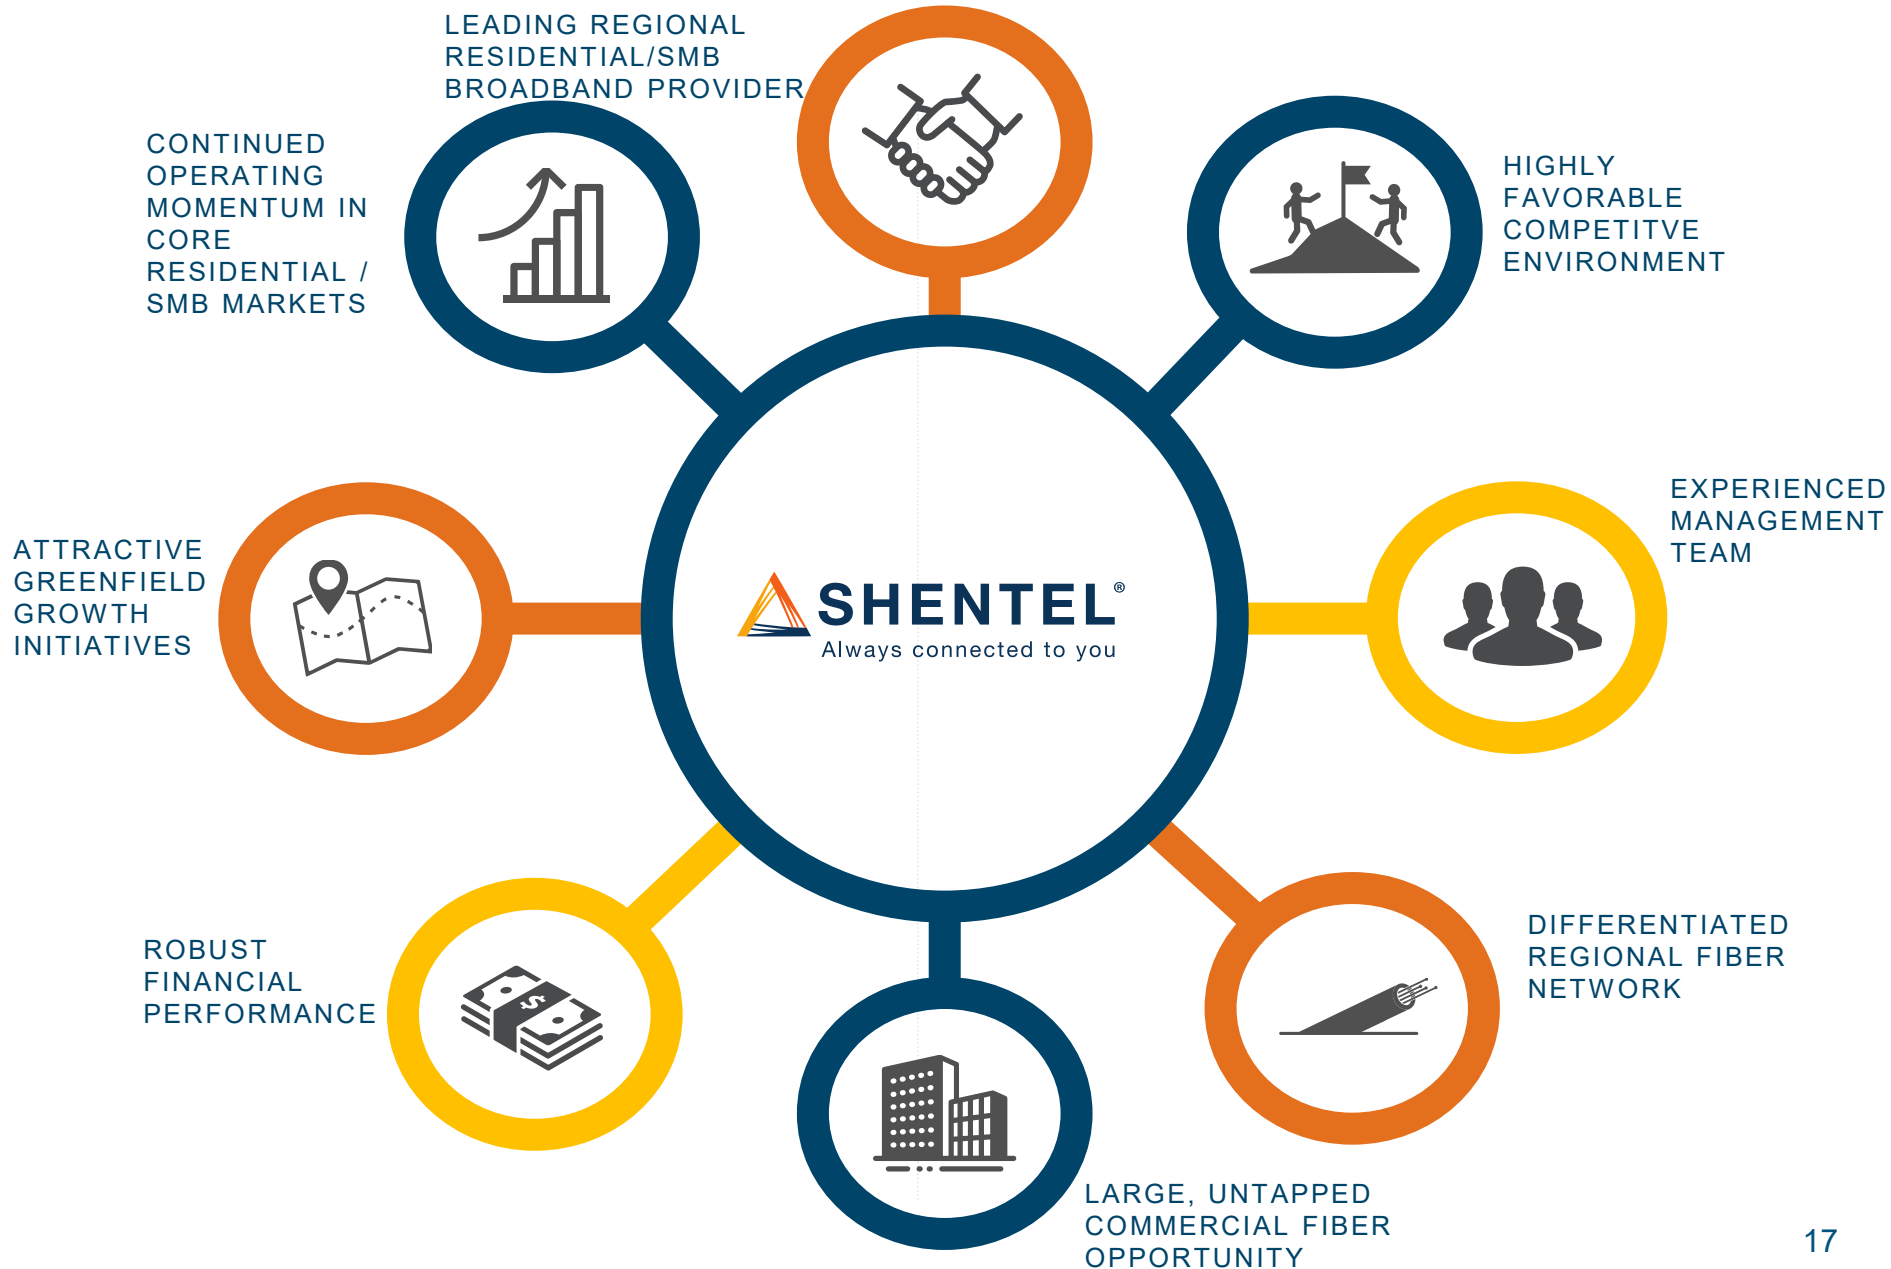 LEADING REGIONAL
RESIDENTIAL/SMB
BROADBAND PROVIDER
CONTINUED
OPERATING
MOMENTUM IN
CORE
RESIDENTIAL /
SMB MARKETS
HIGHLY
FAVORABLE
COMPETITVE
ENVIRONMENT
EXPERIENCED
MANAGEMENT
TEAM
ATTRACTIVE
GREENFIELD
GROWTH
INITIATIVES
SHENTEL®
Always connected to you
ROBUST
FINANCIAL
PERFORMANCE
$
DIFFERENTIATED
REGIONAL FIBER
NETWORK
LARGE, UNTAPPED
COMMERCIAL FIBER
OPPORTUNITY
17